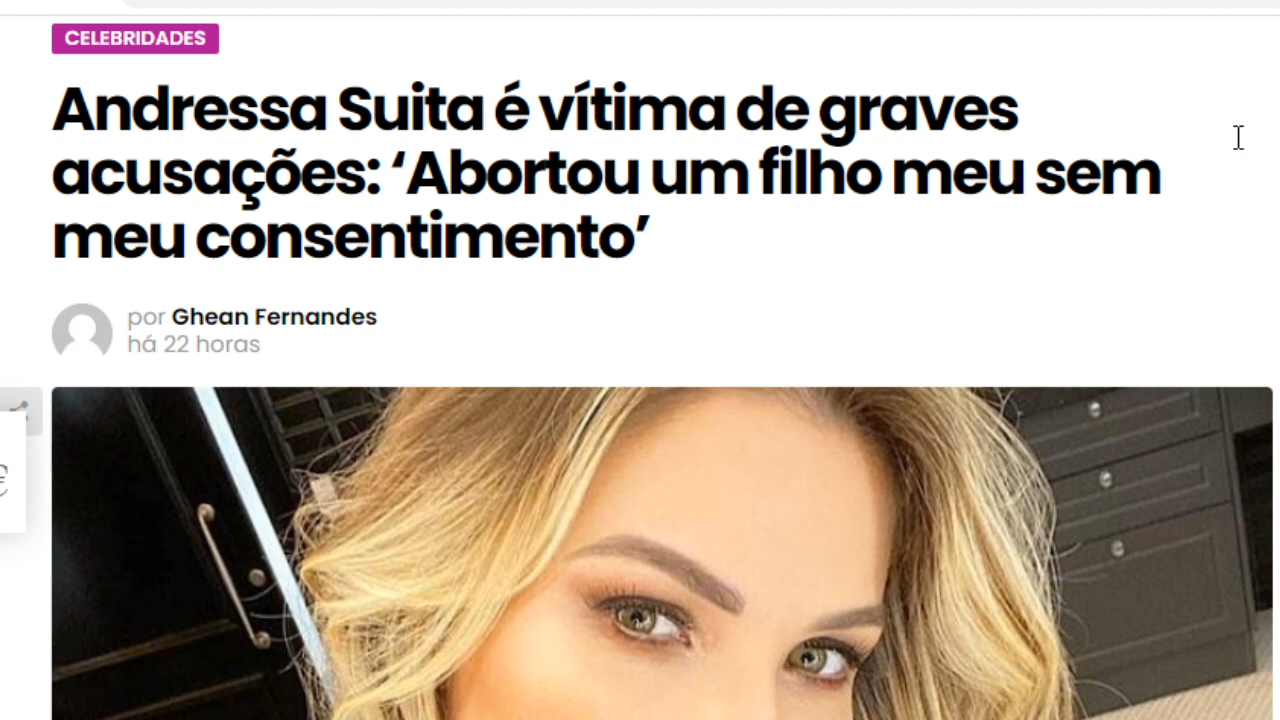 CELEBRIDADES
Andressa Suita é vítima de graves
acusações: ‘Abortou um filho meu sem
meu consentimento’
por Ghean Fernandes
há 22 horas
€